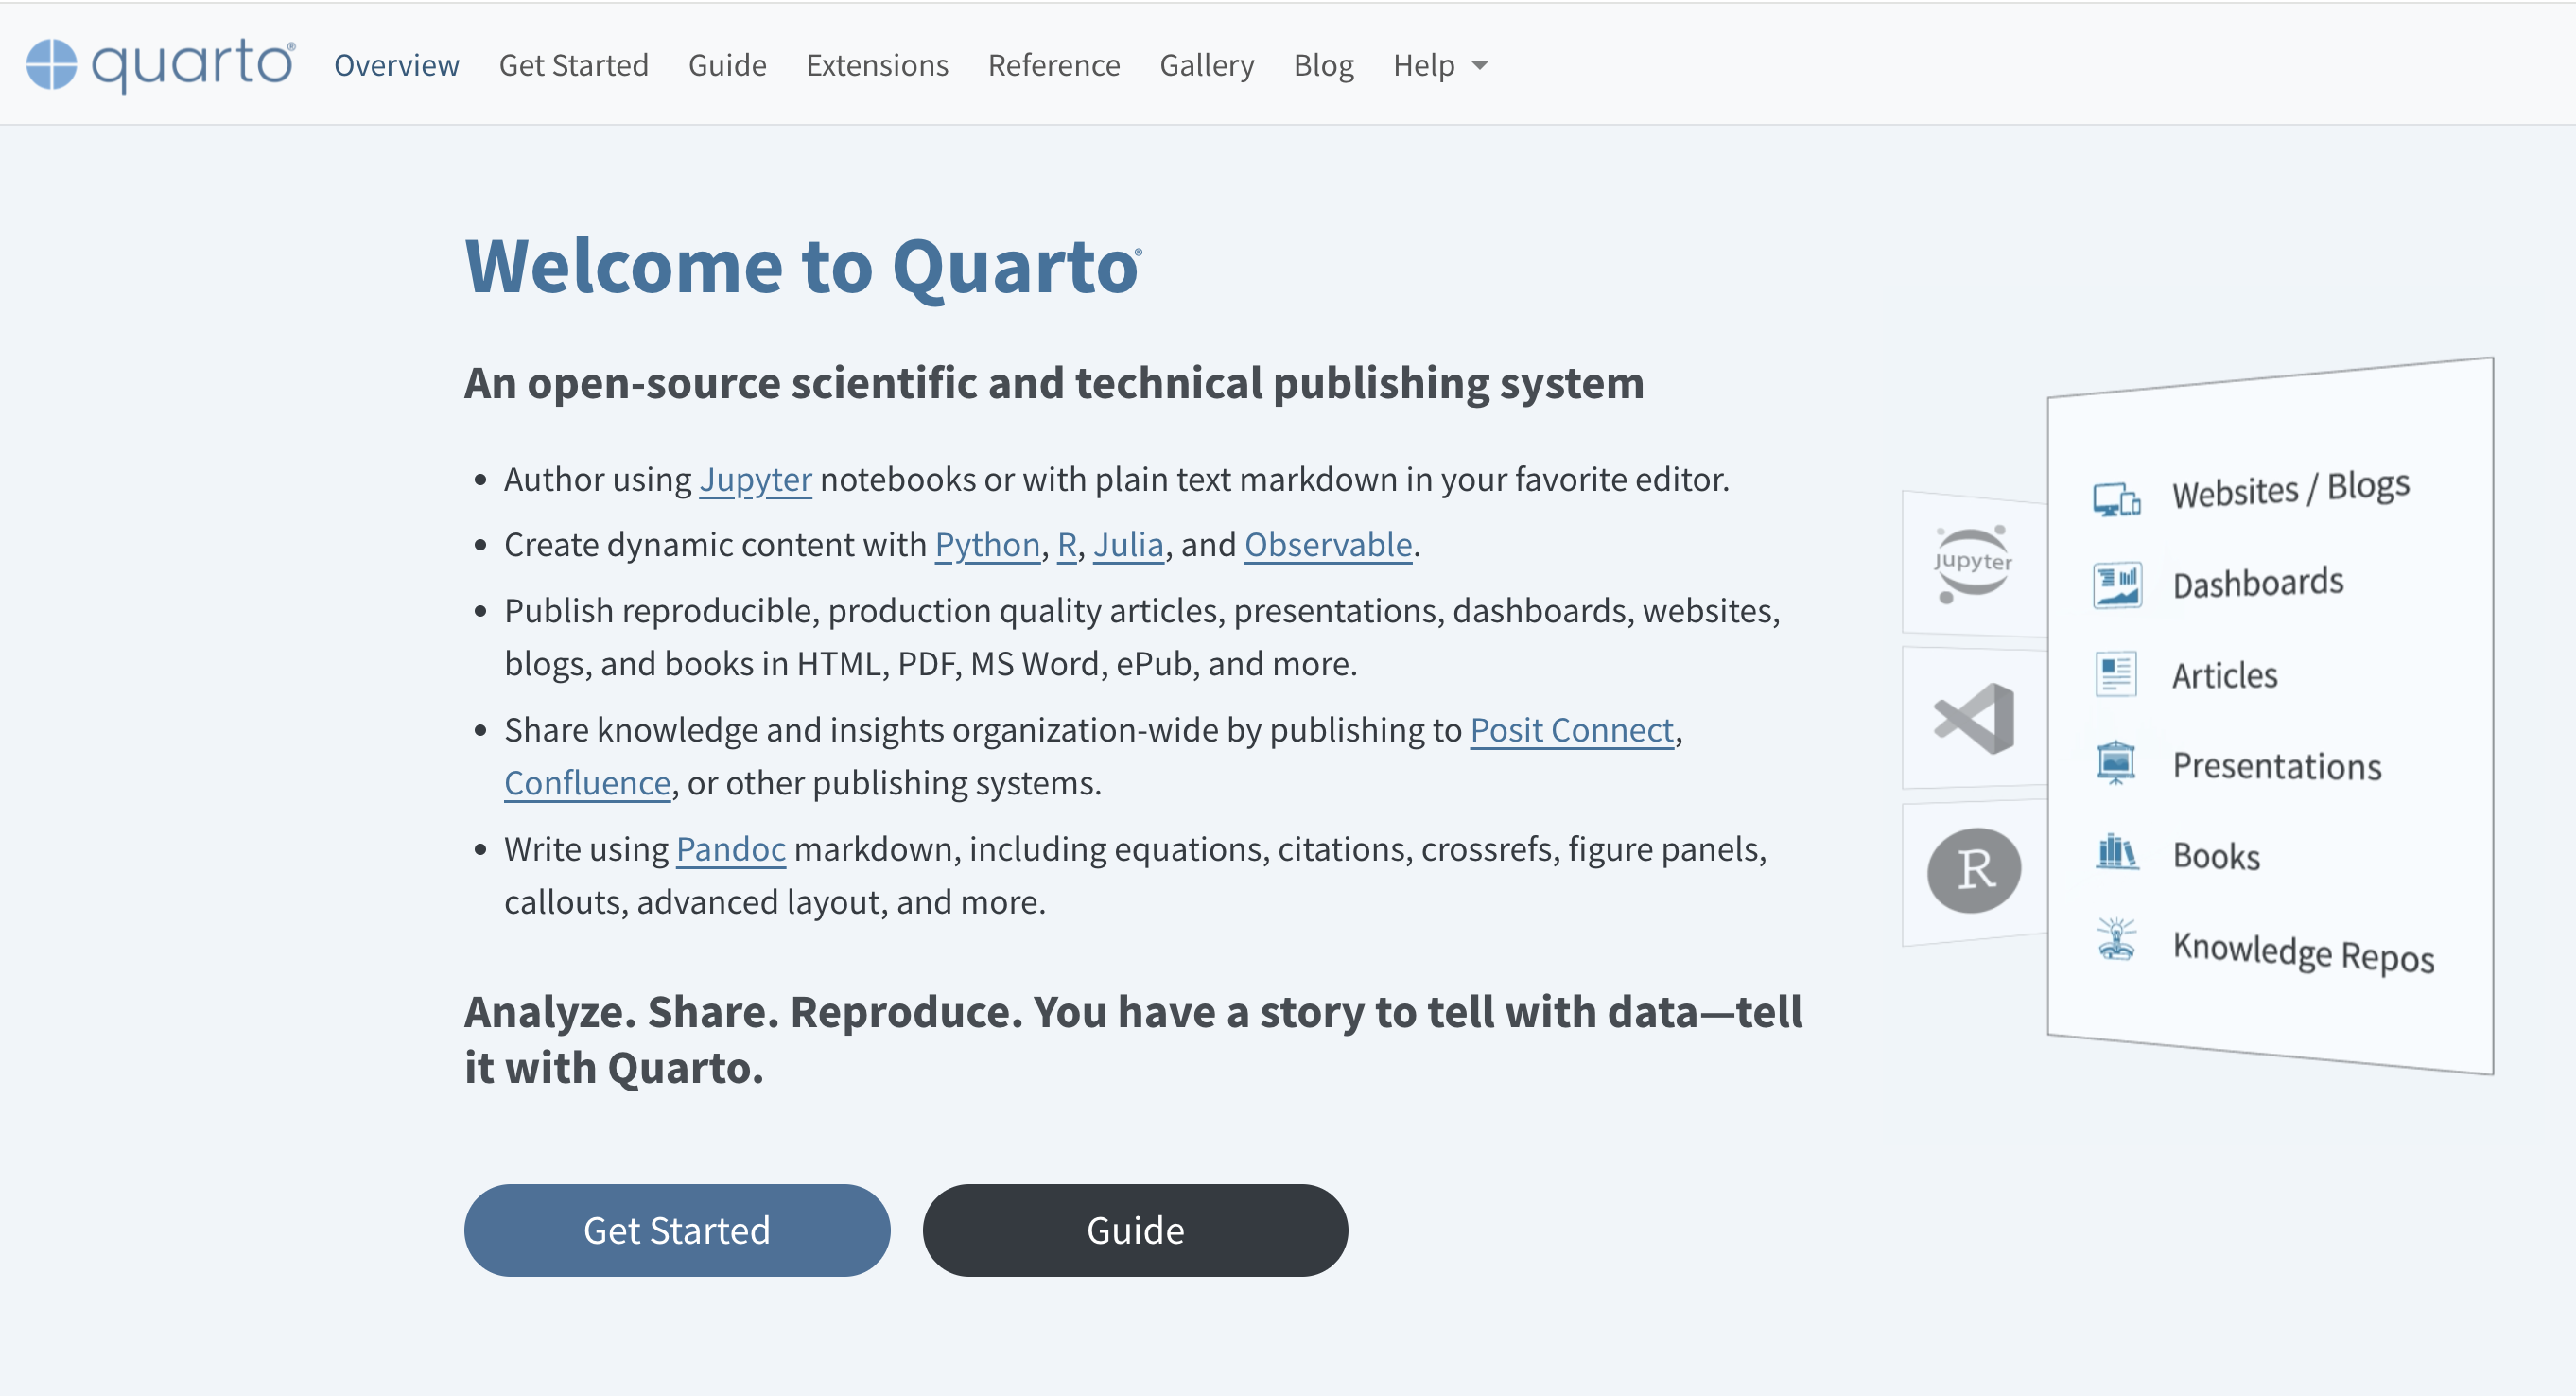 quarto®
Overview Get Started Guide Extensions Reference Gallery Blog Help
Welcome to Quarto®
An open-source scientific and technical publishing system
• Author using Jupyter notebooks or with plain text markdown in your favorite editor.
• Create dynamic content with Python, R, Julia, and Observable.
• Publish reproducible, production quality articles, presentations, dashboards, websites,
blogs, and books in HTML, PDF, MS Word, ePub, and more.
• Share knowledge and insights organization-wide by publishing to Posit Connect,
Confluence, or other publishing systems.
• Write using Pandoc markdown, including equations, citations, crossrefs, figure panels,
callouts, advanced layout, and more.
Analyze. Share. Reproduce. You have a story to tell with data—tell
it with Quarto.
Get Started
Guide
Jupyter
R
Websites / Blogs
Dashboards
Articles
Presentations
Books
Knowledge Repos